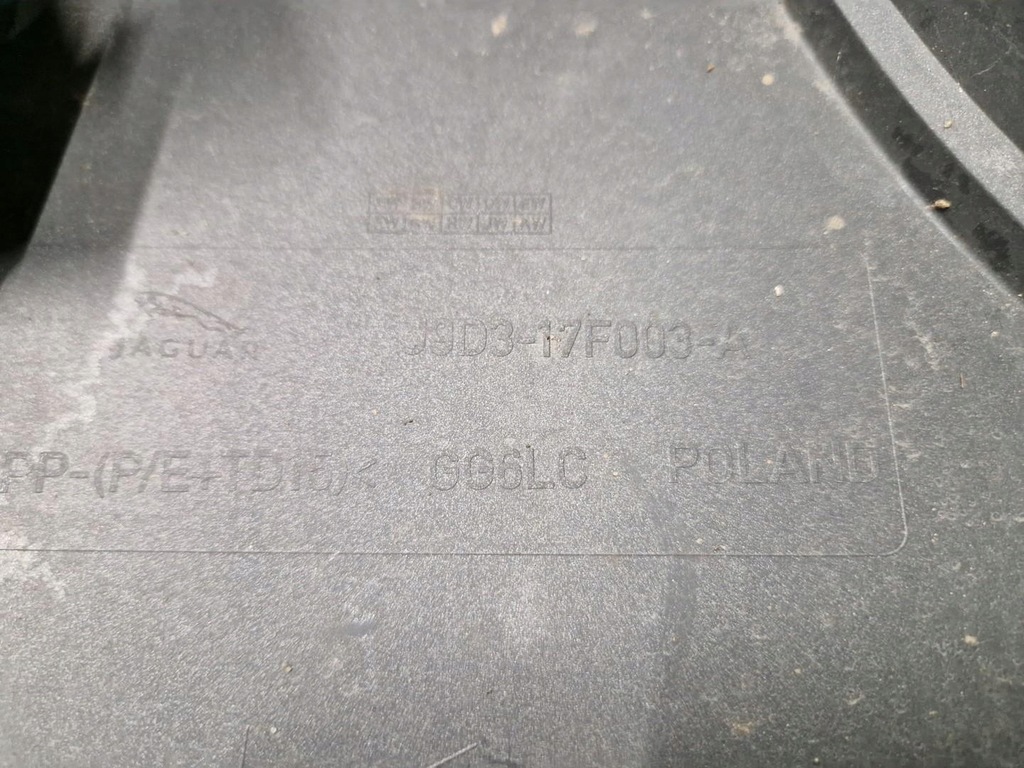 JAGUAR J9D3-17F003-A
PP-(P/E+TD15)< GG6LC POLAND